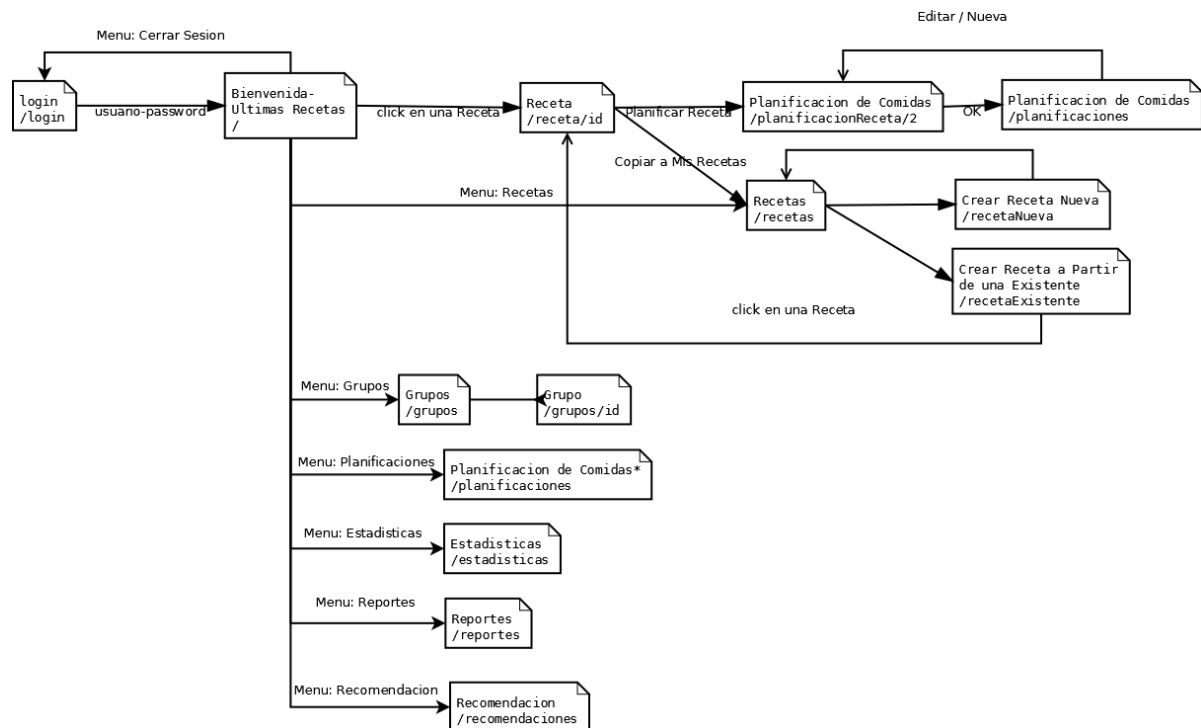 Editar / Nueva
Menu: Cerrar Sesion
login
/login
usuario-password
Bienvenida-
Ultimas Recetas
/
click en una Receta
Receta
/receta/id
Planificar Receta
Planificacion de Comidas
/planificacionReceta/2
OK
Planificacion de Comidas
/planificaciones
Copiar a Mis Recetas
Menu: Recetas
Recetas
/recetas
Crear Receta Nueva
/recetaNueva
Crear Receta a Partir
de una Existente
/recetaExistente
click en una Receta
Menu: Grupos
Grupos
/grupos
Grupo
/grupos/id
Menu: Planificaciones
Planificacion de Comidas*
/planificaciones
Menu: Estadisticas
Estadisticas
/estadisticas
Menu: Reportes
Reportes
/reportes
Menu: Recomendacion
Recomendacion
/recomendaciones